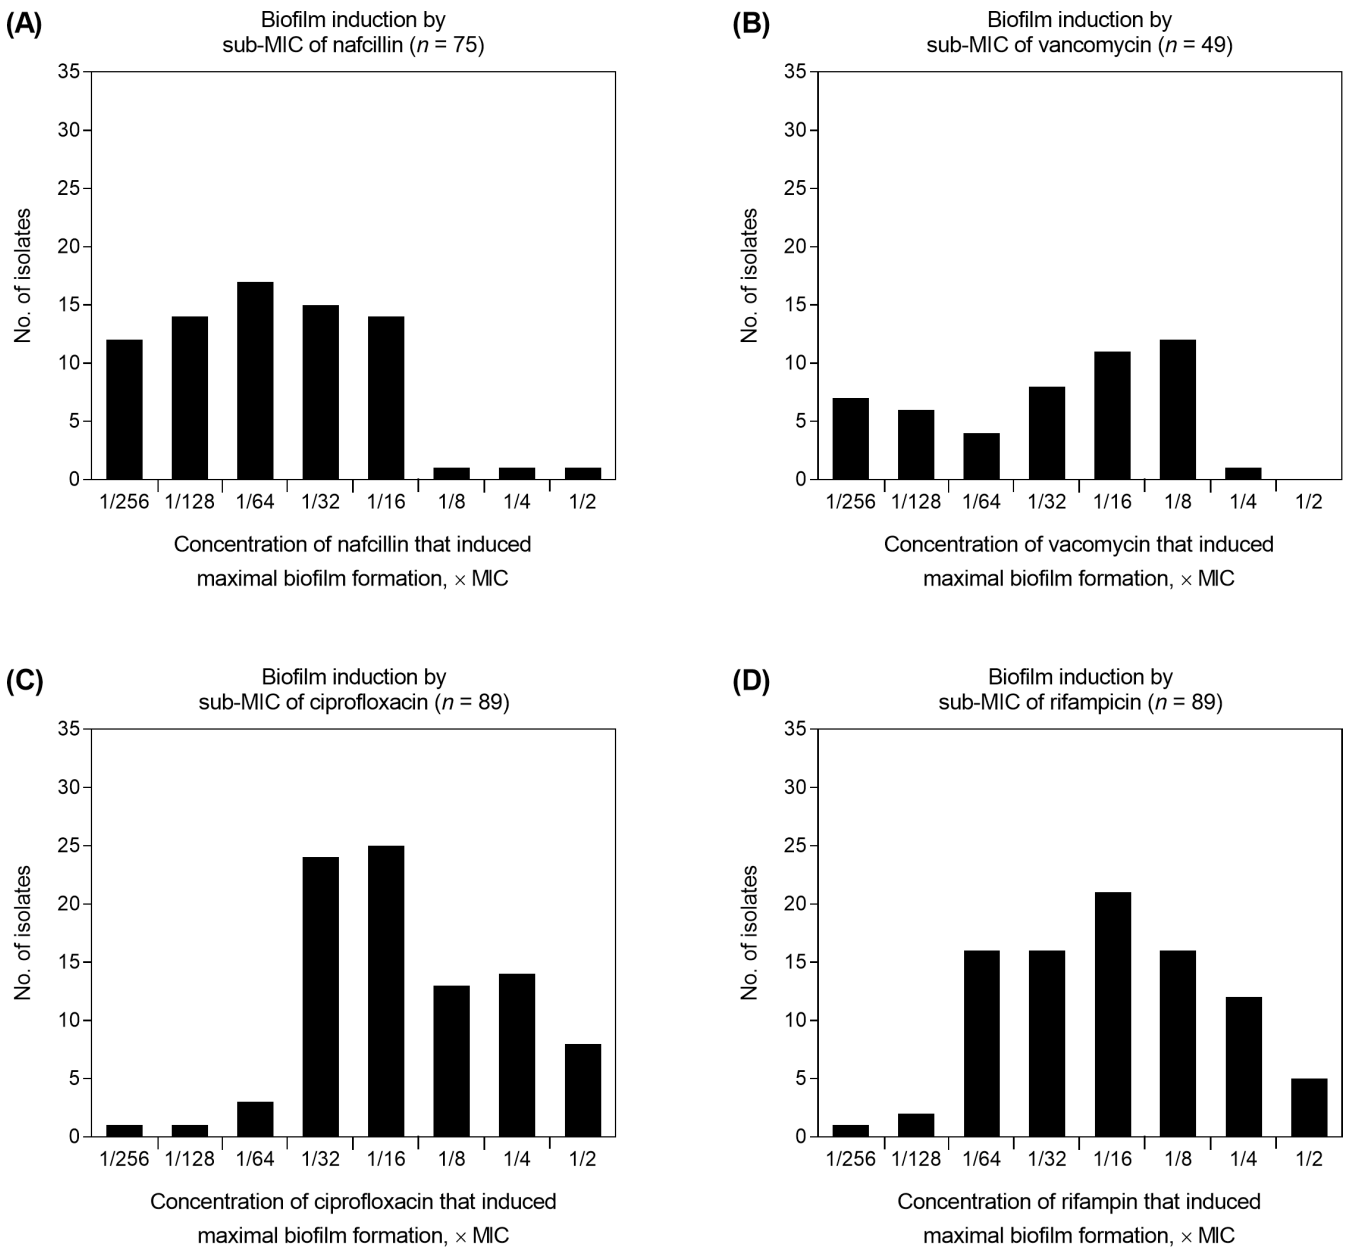 (A)
Biofilm induction by
sub-MIC of nafcillin (n = 75)
35
30
25
20
15
10
5
0
No. of isolates
1/256 1/128 1/64 1/32 1/16 1/8 1/4 1/2
Concentration of nafcillin that induced
maximal biofilm formation, × MIC
(B)
Biofilm induction by
sub-MIC of vancomycin (n = 49)
35
30
25
20
15
10
5
0
No. of isolates
1/256 1/128 1/64 1/32 1/16 1/8 1/4 1/2
Concentration of vacomycin that induced
maximal biofilm formation, × MIC
(C)
Biofilm induction by
sub-MIC of ciprofloxacin (n = 89)
35
30
25
20
15
10
5
0
No. of isolates
1/256 1/128 1/64 1/32 1/16 1/8 1/4 1/2
Concentration of ciprofloxacin that induced
maximal biofilm formation, × MIC
(D)
Biofilm induction by
sub-MIC of rifampicin (n = 89)
35
30
25
20
15
10
5
0
No. of isolates
1/256 1/128 1/64 1/32 1/16 1/8 1/4 1/2
Concentration of rifampin that induced
maximal biofilm formation, × MIC